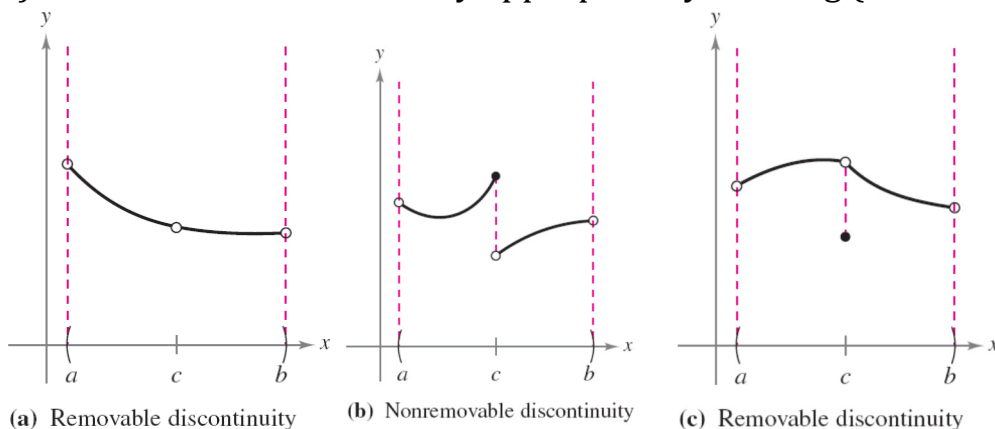 y
y
y
x
x
x
a
c
b
a
c
b
a
c
b
(a) Removable discontinuity
(b) Nonremovable discontinuity
(c) Removable discontinuity